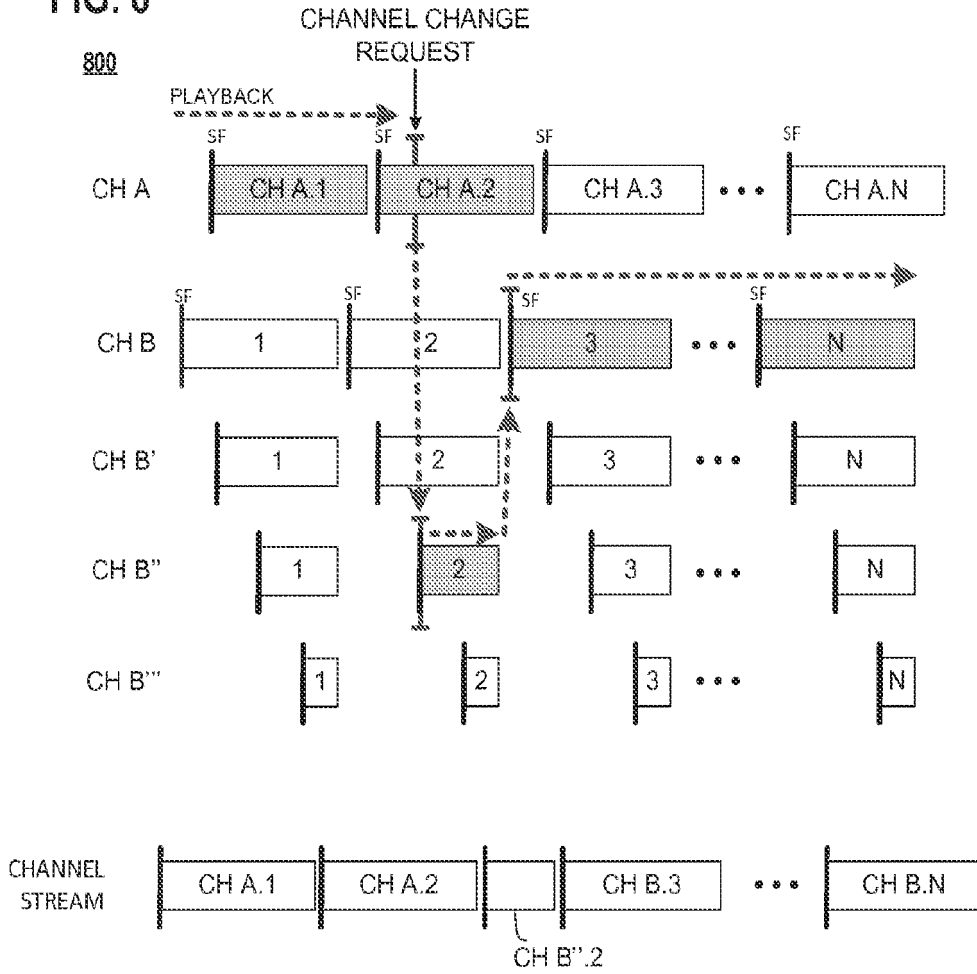 CHANNEL CHANGE
REQUEST
800
PLAYBACK
SF SF SF SF
CH A CH A.1 CH A.2 CH A.3 ••• CH A.N
SF SF SF SF
CH B 1 2 3 ••• N
CH B' 1 2 3 ••• N
CH B'' 1 2 3 ••• N
CH B''' 1 2 3 ••• N
CHANNEL
STREAM
CH A.1 CH A.2 CH B.3 ••• CH B.N
CH B''.2